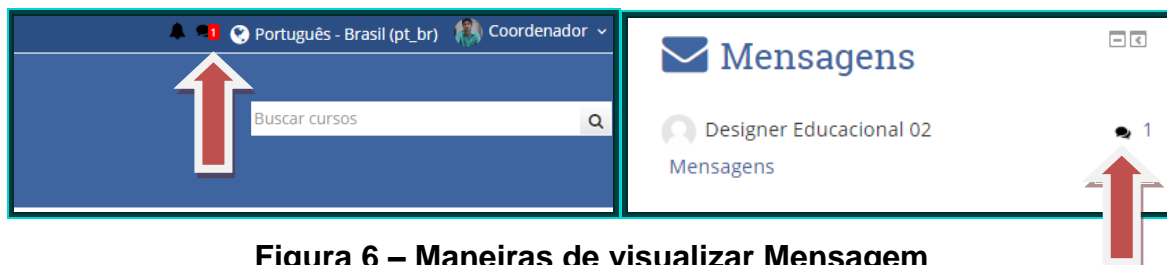 1 Português - Brasil (pt_br) Coordenador
Buscar cursos
Mensagens
Designer Educacional 02 1
Mensagens
Figura 6 – Maneiras de visualizar Mensagem